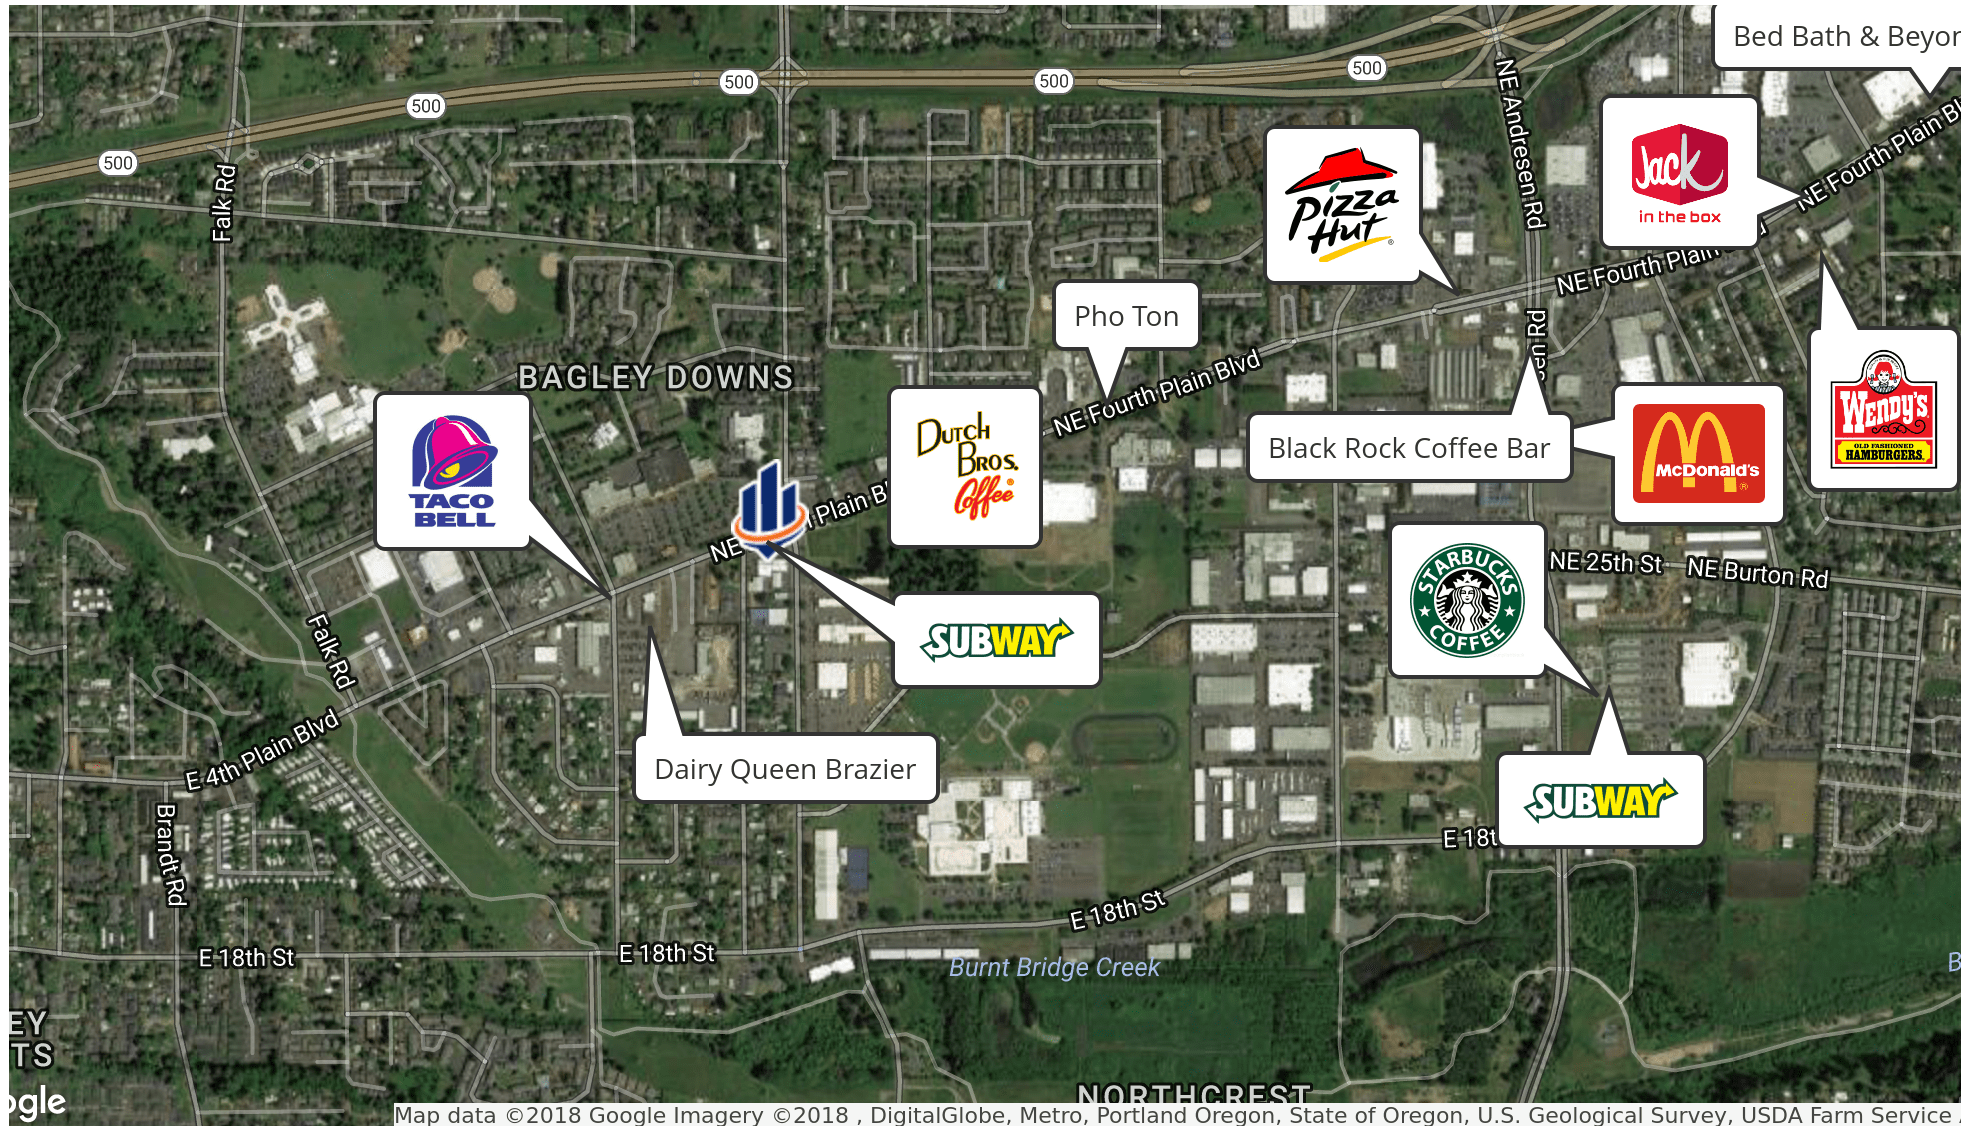 Bed Bath & Beyon
500
500
500
500
500
NE Andresen Rd
Falk Rd
Jack
in the box
NE Fourth Plain Bl
Pizza
Hut
NE Fourth Plain
Pho Ton
BAGLEY DOWNS
NE Fourth Plain Blvd
WENDY'S
OLD FASHIONED
HAMBURGERS.
DUTCH
BROS.
Coffee
Black Rock Coffee Bar
McDonald's
TACO
BELL
Plain Bl
NE
STARBUCKS
COFFEE
NE 25th St
NE Burton Rd
SUBWAY
Falk Rd
E 4th Plain Blvd
Dairy Queen Brazier
SUBWAY
Brandt Rd
E 18t
E 18th St
E 18th St
E 18th St
Burnt Bridge Creek
B
EY
TS
NORTHCREST
ogle
Map data ©2018 Google Imagery ©2018 , DigitalGlobe, Metro, Portland Oregon, State of Oregon, U.S. Geological Survey, USDA Farm Service